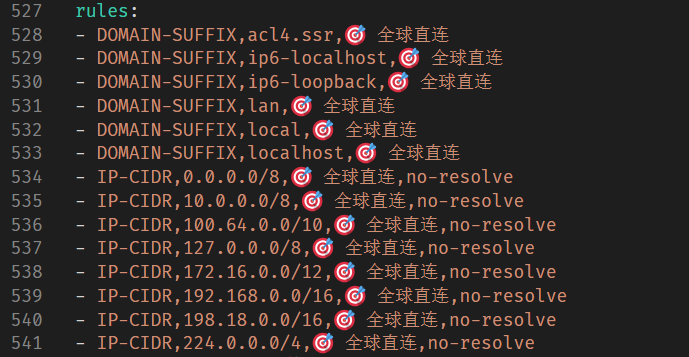 527 rules:
528 - DOMAIN-SUFFIX,acl4.ssr,🎯 全球直连
529 - DOMAIN-SUFFIX,ip6-localhost,🎯 全球直连
530 - DOMAIN-SUFFIX,ip6-loopback,🎯 全球直连
531 - DOMAIN-SUFFIX,lan,🎯 全球直连
532 - DOMAIN-SUFFIX,local,🎯 全球直连
533 - DOMAIN-SUFFIX,localhost,🎯 全球直连
534 - IP-CIDR,0.0.0.0/8,🎯 全球直连,no-resolve
535 - IP-CIDR,10.0.0.0/8,🎯 全球直连,no-resolve
536 - IP-CIDR,100.64.0.0/10,🎯 全球直连,no-resolve
537 - IP-CIDR,127.0.0.0/8,🎯 全球直连,no-resolve
538 - IP-CIDR,172.16.0.0/12,🎯 全球直连,no-resolve
539 - IP-CIDR,192.168.0.0/16,🎯 全球直连,no-resolve
540 - IP-CIDR,198.18.0.0/16,🎯 全球直连,no-resolve
541 - IP-CIDR,224.0.0.0/4,🎯 全球直连,no-resolve